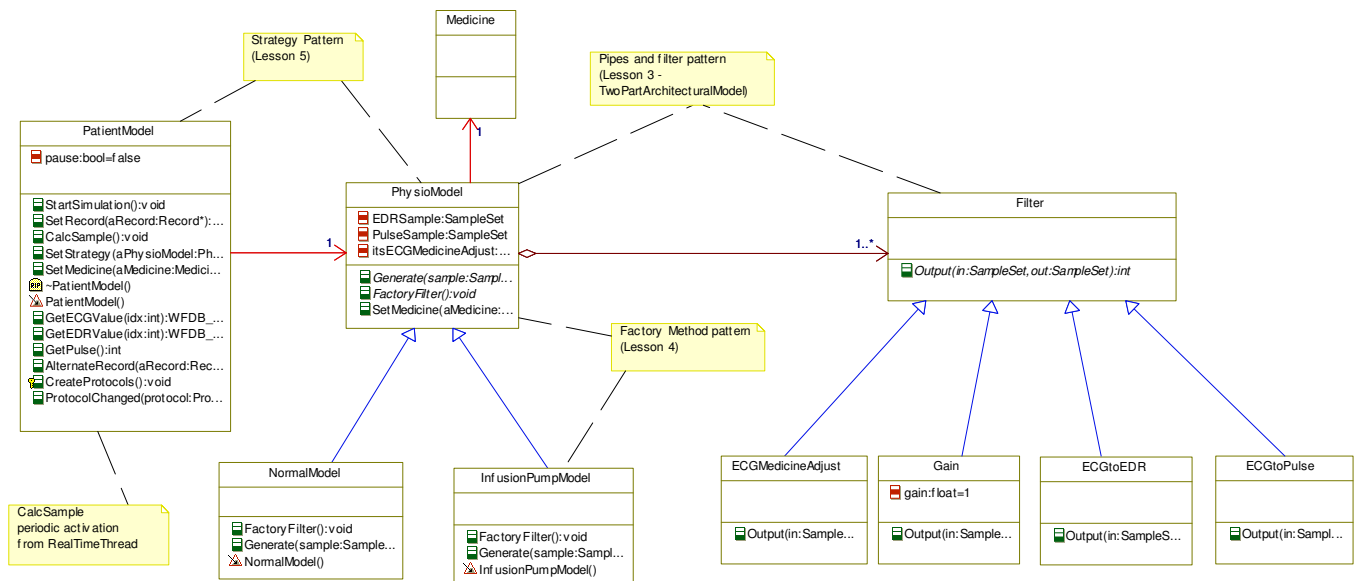 Medicine
1
Strategy Pattern
(Lesson 5)
Pipes and filter pattern
(Lesson 3 -
TwoPartArchitecturalModel)
PatientModel
pause:bool=false
StartSimulation():void
SetRecord(aRecord:Record*):...
CalcSample():void
SetStrategy(aPhysioModel:Ph...
SetMedicine(aMedicine:Medici...
RIP ~PatientModel()
PatientModel()
GetECGValue(idx:int):WFDB_...
GetEDRValue(idx:int):WFDB_...
GetPulse():int
AlternateRecord(aRecord:Rec...
CreateProtocols():void
ProtocolChanged(protocol:Pro...
1
PhysioModel
EDRSample:SampleSet
PulseSample:SampleSet
itsECGMedicineAdjust:...
Generate(sample:Sampl...
FactoryFilter():void
SetMedicine(aMedicine:...
1..*
Filter
Output(in:SampleSet,out:SampleSet):int
Factory Method pattern
(Lesson 4)
CalcSample
periodic activation
from RealTimeThread
NormalModel
FactoryFilter():void
Generate(sample:Sample...
NormalModel()
InfusionPumpModel
FactoryFilter():void
Generate(sample:Sampl...
InfusionPumpModel()
ECGMedicineAdjust
Output(in:Sample...
Gain
gain:float=1
Output(in:Sample...
ECGtoEDR
Output(in:SampleS...
ECGtoPulse
Output(in:Sampl...